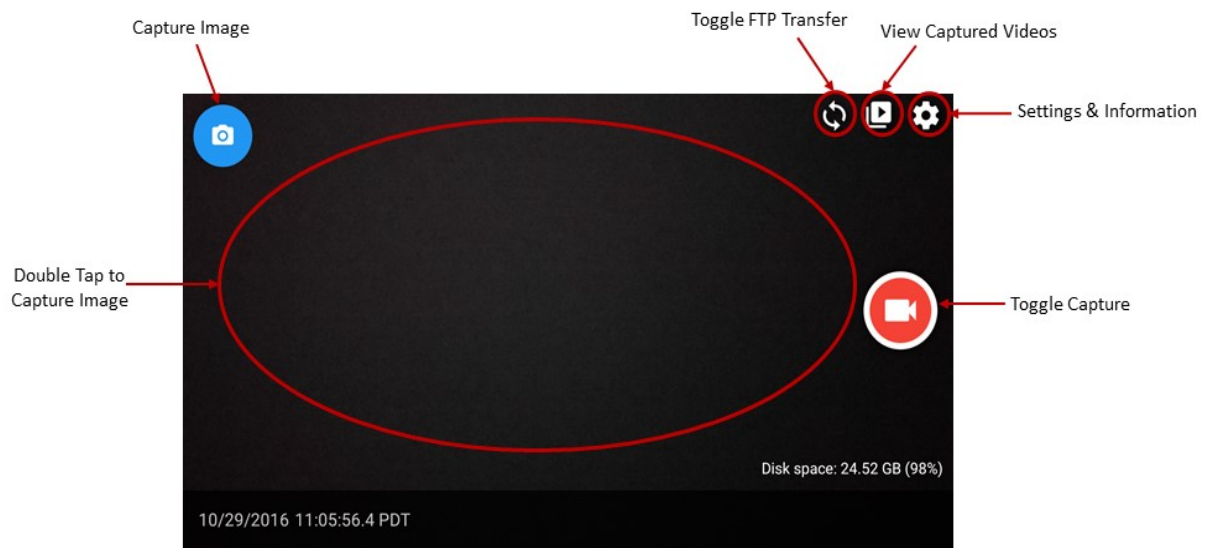 Capture Image
Toggle FTP Transfer
View Captured Videos
Settings & Information
Double Tap to
Capture Image
Toggle Capture
Disk space: 24.52 GB (98%)
10/29/2016 11:05:56.4 PDT